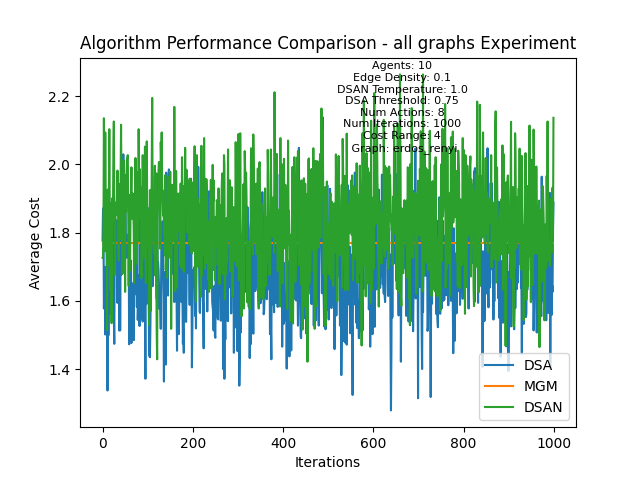 Algorithm Performance Comparison - all graphs Experiment
Agents: 10
Edge Density: 0.1
DSAN Temperature: 1.0
DSA Threshold: 0.75
Num Actions: 8
Num Iterations: 1000
Cost Range: 4
Graph: erdos_renyi
Average Cost
2.2
2.0
1.8
1.6
1.4
DSA
MGM
DSAN
0
200
400
600
800
1000
Iterations